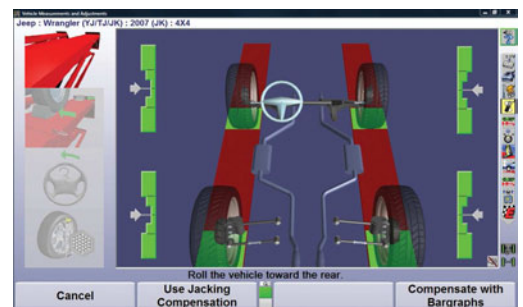 Vehicle Measurements and Adjustments
Jeep : Wrangler (YJ/TJ/JK) : 2007 (JK) : 4X4
Roll the vehicle toward the rear.
Cancel
Use Jacking
Compensation
Compensate with
Bargraphs